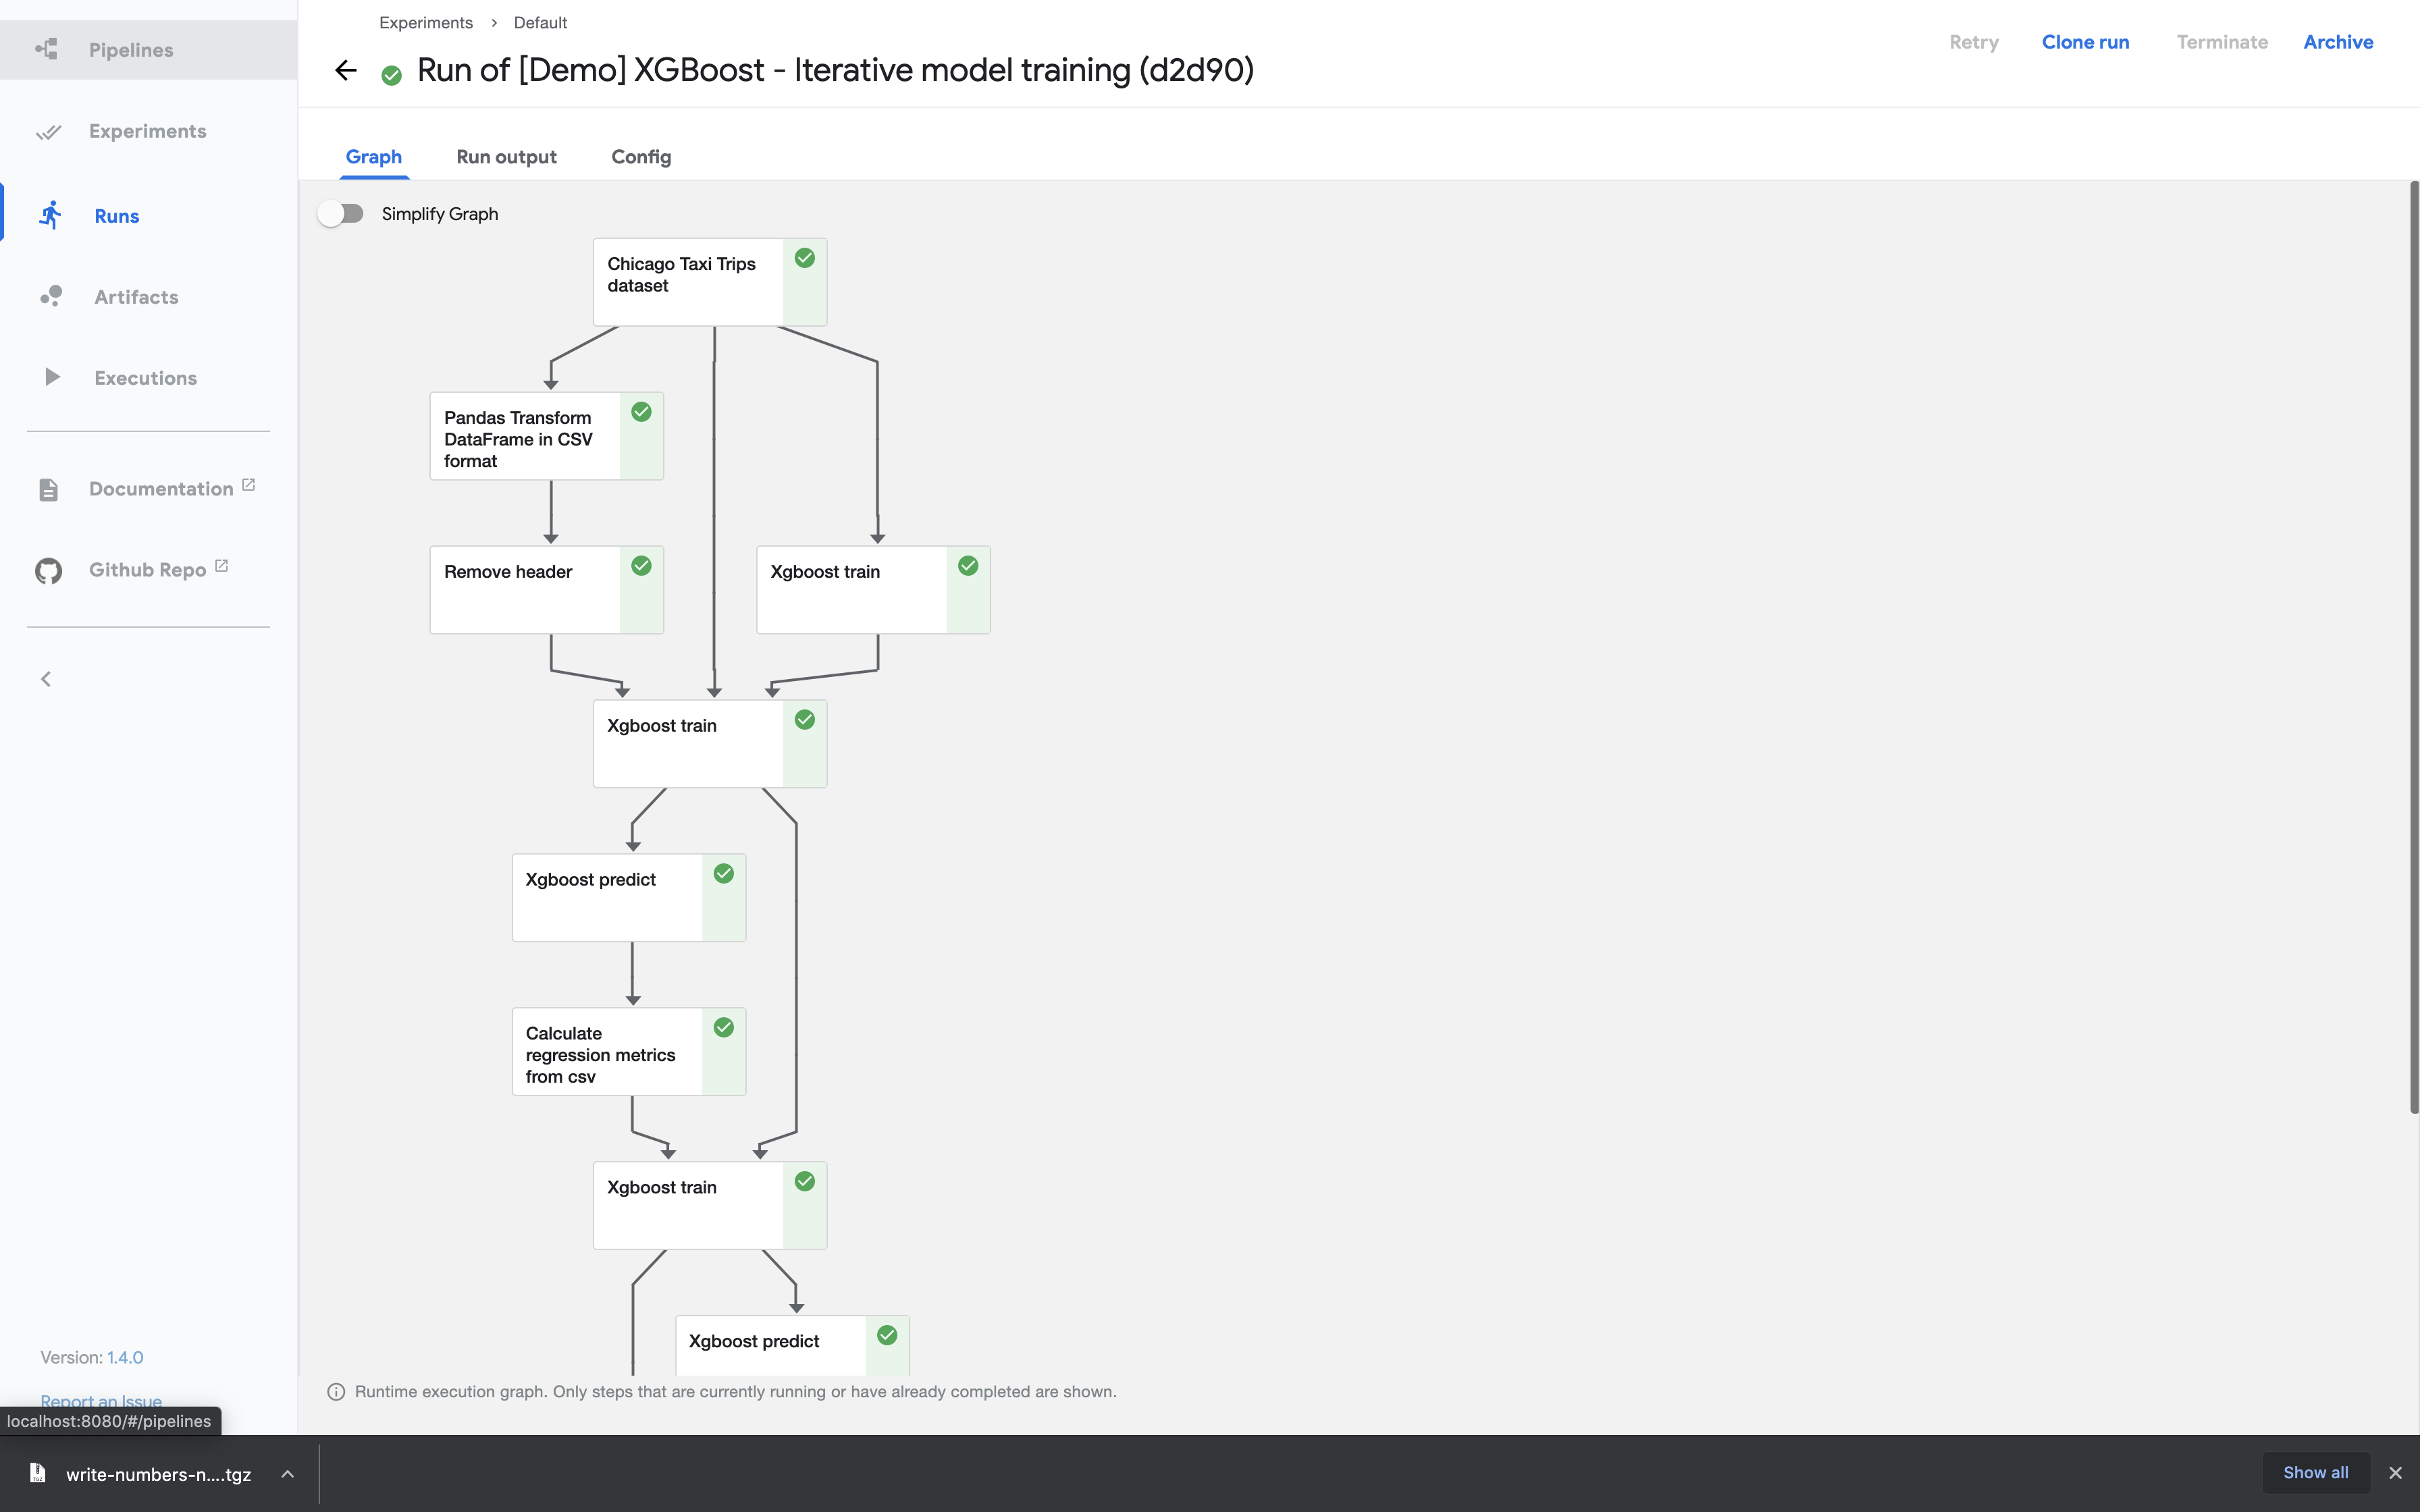 Pipelines
Experiments
Runs
Artifacts
Executions
Documentation
Github Repo
Version: 1.4.0
Report an Issue
localhost:8080/#/pipelines
Experiments > Default
Run of [Demo] XGBoost - Iterative model training (d2d90)
Retry Clone run Terminate Archive
Graph Run output Config
Simplify Graph
Chicago Taxi Trips
dataset
Pandas Transform
DataFrame in CSV
format
Remove header
Xgboost train
Xgboost train
Xgboost predict
Calculate
regression metrics
from csv
Xgboost train
Xgboost predict
Runtime execution graph. Only steps that are currently running or have already completed are shown.
write-numbers-n....tgz
Show all